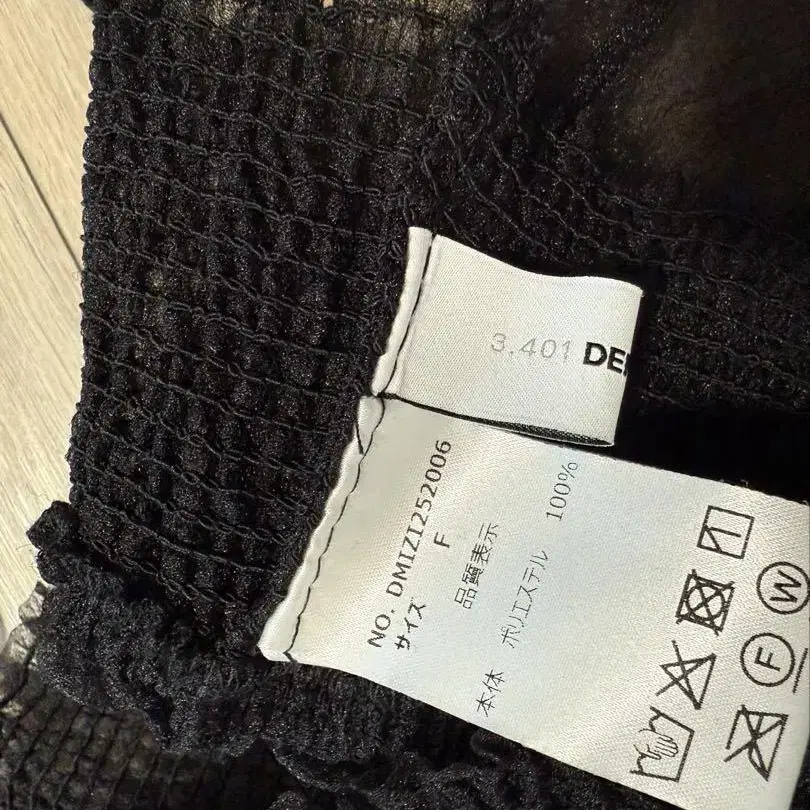 3.401
NO. DMIZI252006
サイズ F
品質表示
本体 ポリエステル 100%
F
W